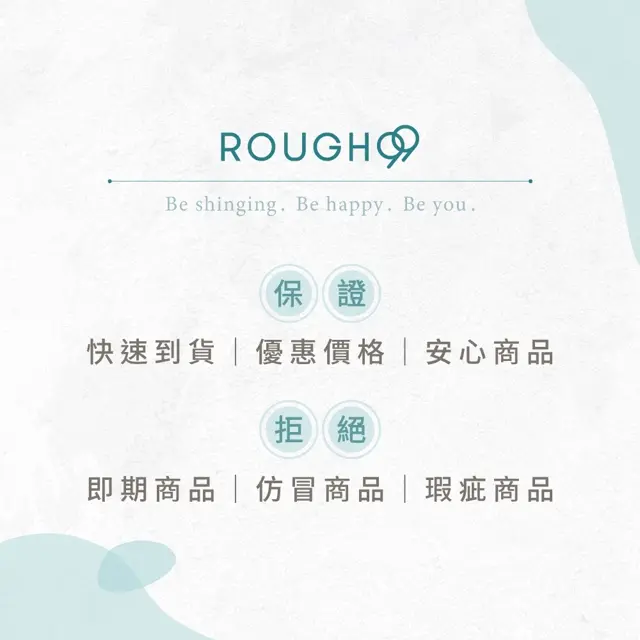 ROUGH99
Be shinging. Be happy. Be you.
保證
快速到貨｜優惠價格｜安心商品
拒絕
即期商品｜仿冒商品｜瑕疵商品